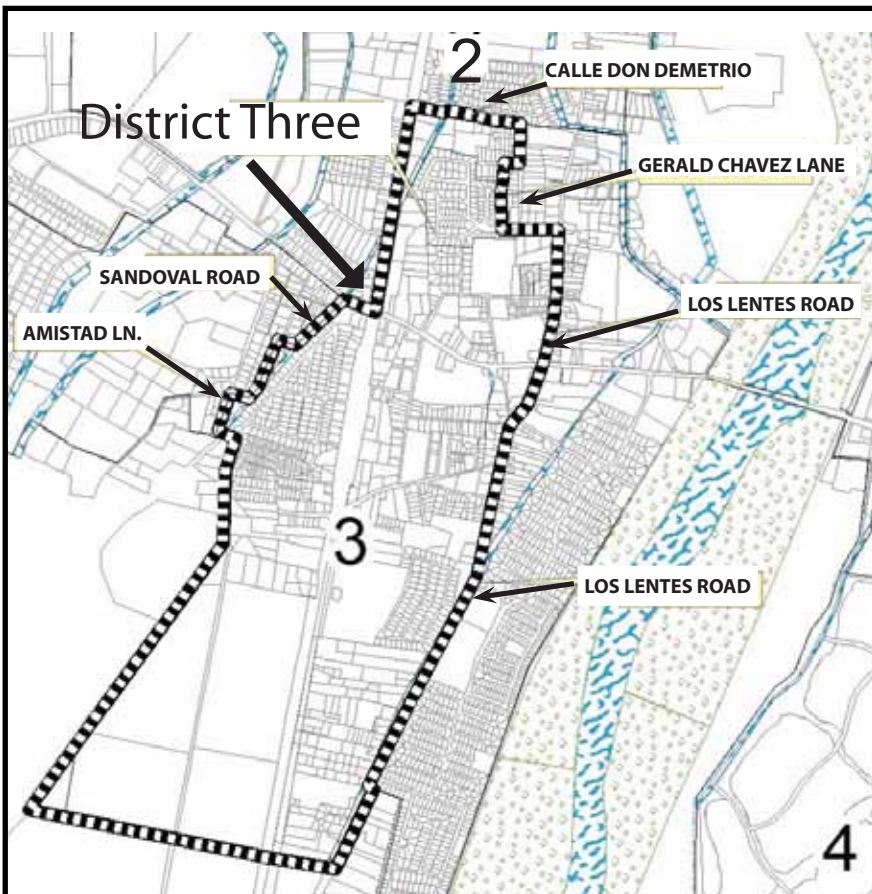 2
CALLE DON DEMETRIO
District Three
GERALD CHAVEZ LANE
SANDOVAL ROAD
LOS LENTES ROAD
AMISTAD LN.
3
LOS LENTES ROAD
4